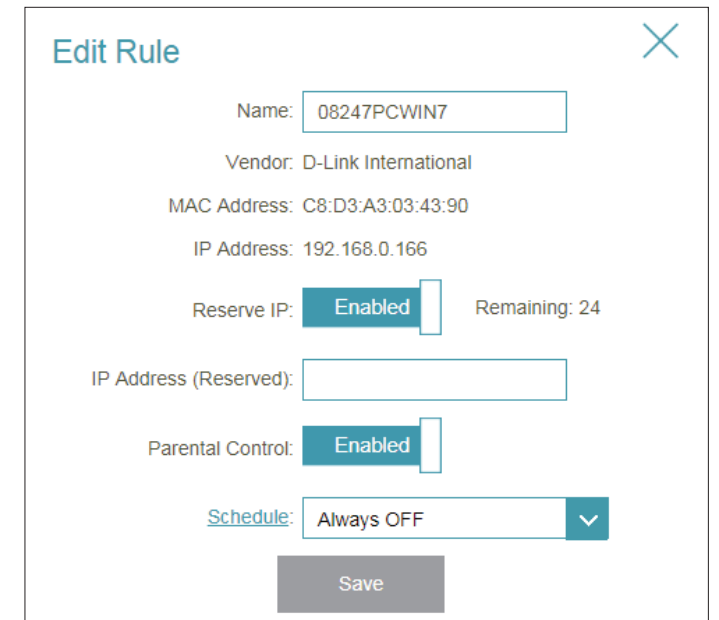 Edit Rule
Name: 08247PCWIN7
Vendor: D-Link International
MAC Address: C8:D3:A3:03:43:90
IP Address: 192.168.0.166
Reserve IP: Enabled Remaining: 24
IP Address (Reserved):
Parental Control: Enabled
Schedule: Always OFF
Save